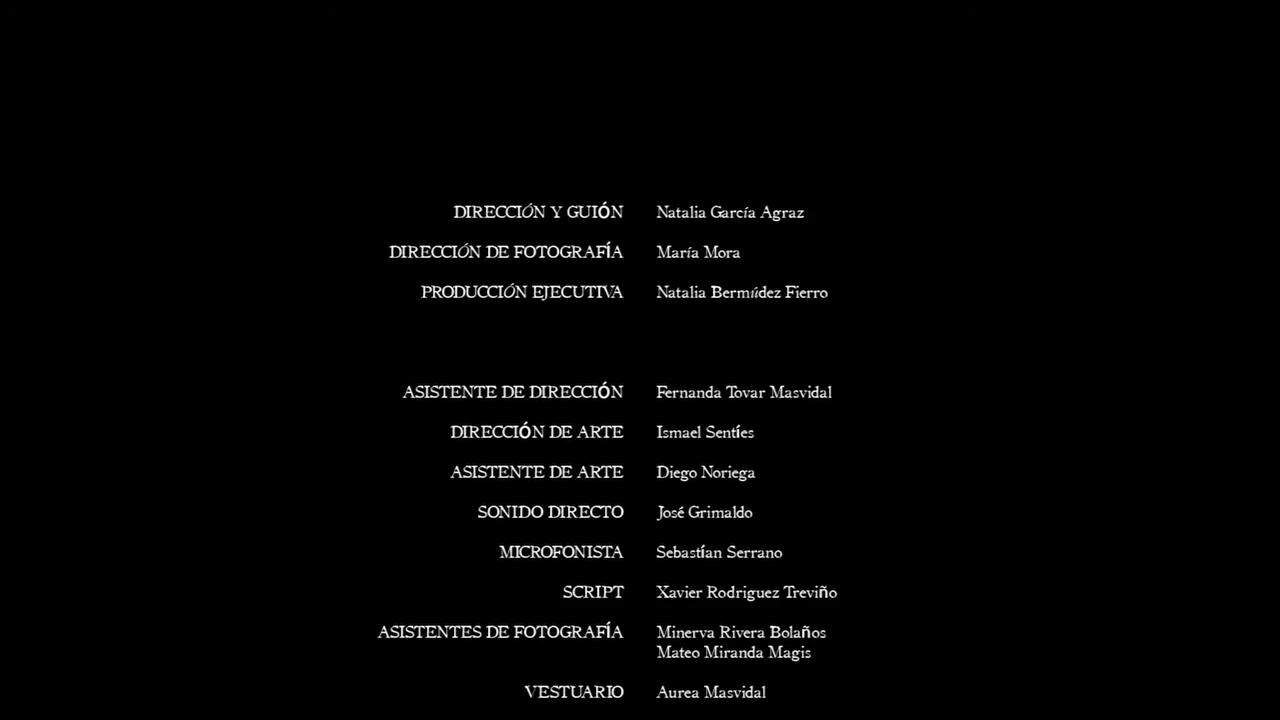 DIRECCIÓN Y GUIÓN Natalia García Agraz
DIRECCIÓN DE FOTOGRAFÍA María Mora
PRODUCCIÓN EJECUTIVA Natalia Bermúdez Fierro
ASISTENTE DE DIRECCIÓN Fernanda Tovar Masvidal
DIRECCIÓN DE ARTE Ismael Sentíes
ASISTENTE DE ARTE Diego Noriega
SONIDO DIRECTO José Grimaldo
MICROFONISTA Sebastían Serrano
SCRIPT Xavier Rodriguez Treviño
ASISTENTES DE FOTOGRAFÍA Minerva Rivera Bolaños
Mateo Miranda Magis
VESTUARIO Aurea Masvidal